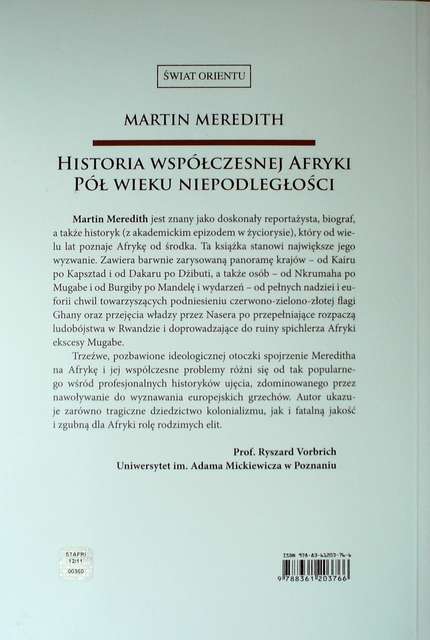 ŚWIAT ORIENTU
MARTIN MEREDITH
HISTORIA WSPÓŁCZESNEJ AFRYKI
PÓŁ WIEKU NIEPODLEGŁOŚCI
Martin Meredith jest znany jako doskonały reportażysta, biograf,
a także historyk (z akademickim epizodem w życiorysie), który od wie-
lu lat poznaje Afrykę od środka. Ta książka stanowi największe jego
wyzwanie. Zawiera barwnie zarysowaną panoramę krajów – od Kairu
po Kapsztad i od Dakaru po Dżibuti, a także osób – od Nkrumaha po
Mugabe i od Burgiby po Mandelę i wydarzeń – od pełnych nadziei i eu-
forii chwil towarzyszących podniesieniu czerwono-zielono-złotej flagi
Ghany oraz przejęcia władzy przez Nasera po przepełniające rozpaczą
ludobójstwa w Rwandzie i doprowadzające do ruiny spichlerza Afryki
ekscesy Mugabe.
Trzeźwe, pozbawione ideologicznej otoczki spojrzenie Mereditha
na Afrykę i jej współczesne problemy różni się od tak popularne-
go wśród profesjonalnych historyków ujęcia, zdominowanego przez
nawoływanie do wyznawania europejskich grzechów. Autor ukazu-
je zarówno tragiczne dziedzictwo kolonializmu, jak i fatalną jakość
i zgubną dla Afryki rolę rodzimych elit.
Prof. Ryszard Vorbrich
Uniwersytet im. Adama Mickiewicza w Poznaniu
STAFRI
12/11
00360
ISBN 978-83-61203-76-6
9 788361 203766